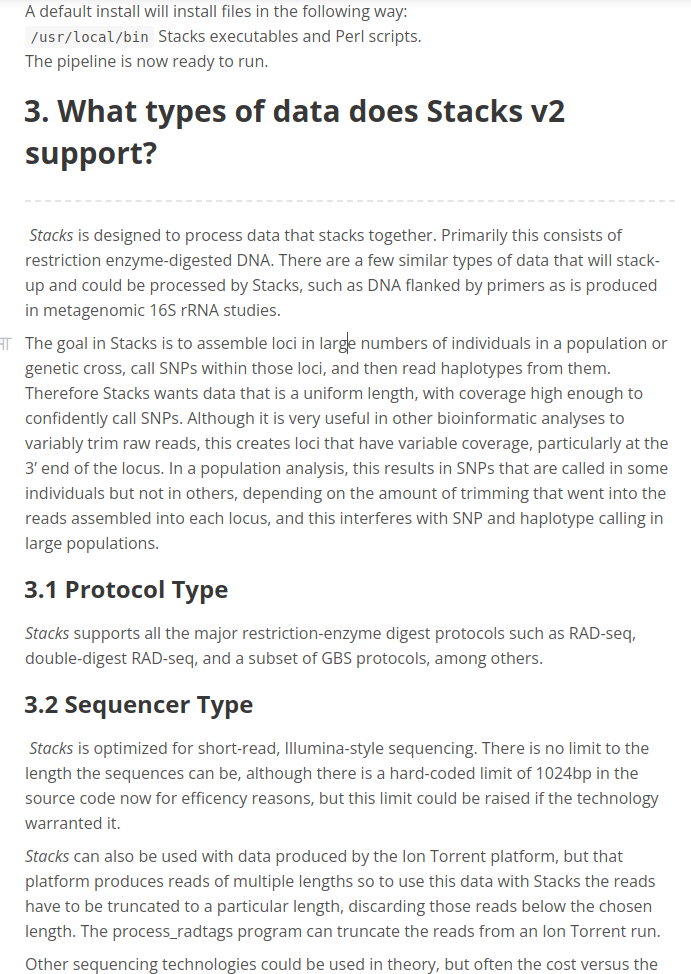 A default install will install files in the following way:
/usr/local/bin Stacks executables and Perl scripts.
The pipeline is now ready to run.
3. What types of data does Stacks v2
support?
Stacks is designed to process data that stacks together. Primarily this consists of
restriction enzyme-digested DNA. There are a few similar types of data that will stack-
up and could be processed by Stacks, such as DNA flanked by primers as is produced
in metagenomic 16S rRNA studies.
The goal in Stacks is to assemble loci in large numbers of individuals in a population or
genetic cross, call SNPs within those loci, and then read haplotypes from them.
Therefore Stacks wants data that is a uniform length, with coverage high enough to
confidently call SNPs. Although it is very useful in other bioinformatic analyses to
variably trim raw reads, this creates loci that have variable coverage, particularly at the
3’ end of the locus. In a population analysis, this results in SNPs that are called in some
individuals but not in others, depending on the amount of trimming that went into the
reads assembled into each locus, and this interferes with SNP and haplotype calling in
large populations.
3.1 Protocol Type
Stacks supports all the major restriction-enzyme digest protocols such as RAD-seq,
double-digest RAD-seq, and a subset of GBS protocols, among others.
3.2 Sequencer Type
Stacks is optimized for short-read, Illumina-style sequencing. There is no limit to the
length the sequences can be, although there is a hard-coded limit of 1024bp in the
source code now for efficency reasons, but this limit could be raised if the technology
warranted it.
Stacks can also be used with data produced by the Ion Torrent platform, but that
platform produces reads of multiple lengths so to use this data with Stacks the reads
have to be truncated to a particular length, discarding those reads below the chosen
length. The process_radtags program can truncate the reads from an Ion Torrent run.
Other sequencing technologies could be used in theory, but often the cost versus the